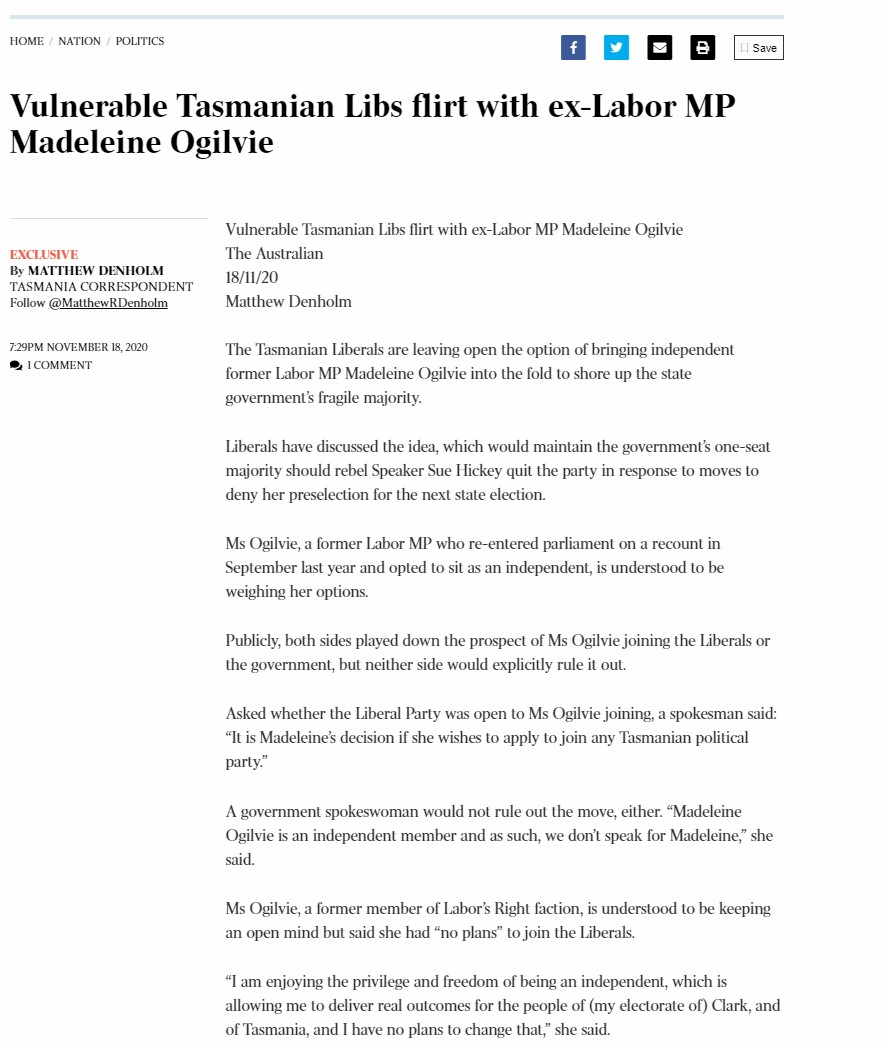 HOME / NATION / POLITICS
f
Save
Vulnerable Tasmanian Libs flirt with ex-Labor MP
Madeleine Ogilvie
EXCLUSIVE
By MATTHEW DENHOLM
TASMANIA CORRESPONDENT
Follow @MatthewRDenholm
7:29PM NOVEMBER 18, 2020
1 COMMENT
Vulnerable Tasmanian Libs flirt with ex-Labor MP Madeleine Ogilvie
The Australian
18/11/20
Matthew Denholm
The Tasmanian Liberals are leaving open the option of bringing independent
former Labor MP Madeleine Ogilvie into the fold to shore up the state
government’s fragile majority.
Liberals have discussed the idea, which would maintain the government’s one-seat
majority should rebel Speaker Sue Hickey quit the party in response to moves to
deny her preselection for the next state election.
Ms Ogilvie, a former Labor MP who re-entered parliament on a recount in
September last year and opted to sit as an independent, is understood to be
weighing her options.
Publicly, both sides played down the prospect of Ms Ogilvie joining the Liberals or
the government, but neither side would explicitly rule it out.
Asked whether the Liberal Party was open to Ms Ogilvie joining, a spokesman said:
“It is Madeleine’s decision if she wishes to apply to join any Tasmanian political
party.”
A government spokeswoman would not rule out the move, either. “Madeleine
Ogilvie is an independent member and as such, we don’t speak for Madeleine,” she
said.
Ms Ogilvie, a former member of Labor’s Right faction, is understood to be keeping
an open mind but said she had “no plans” to join the Liberals.
“I am enjoying the privilege and freedom of being an independent, which is
allowing me to deliver real outcomes for the people of (my electorate of) Clark, and
of Tasmania, and I have no plans to change that,” she said.